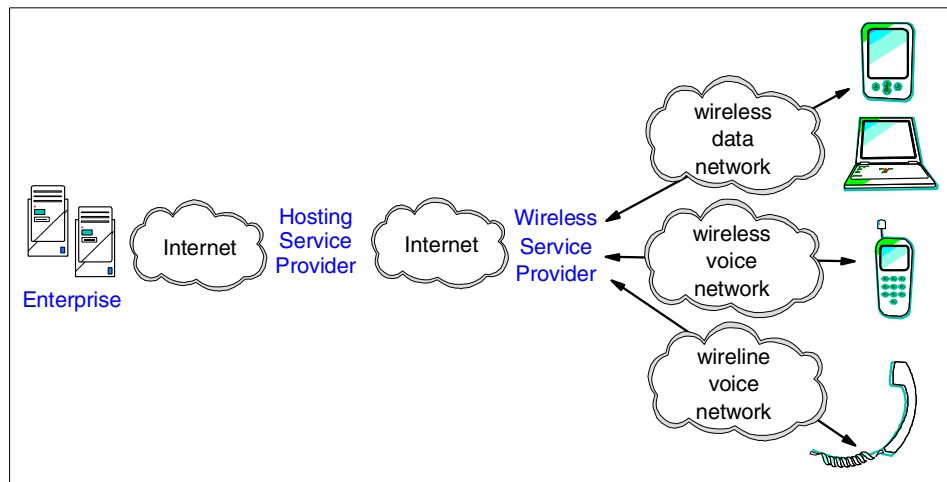 Enterprise
Internet
Hosting
Service
Provider
Internet
Wireless
Service
Provider
wireless
data
network
wireless
voice
network
wireline
voice
network